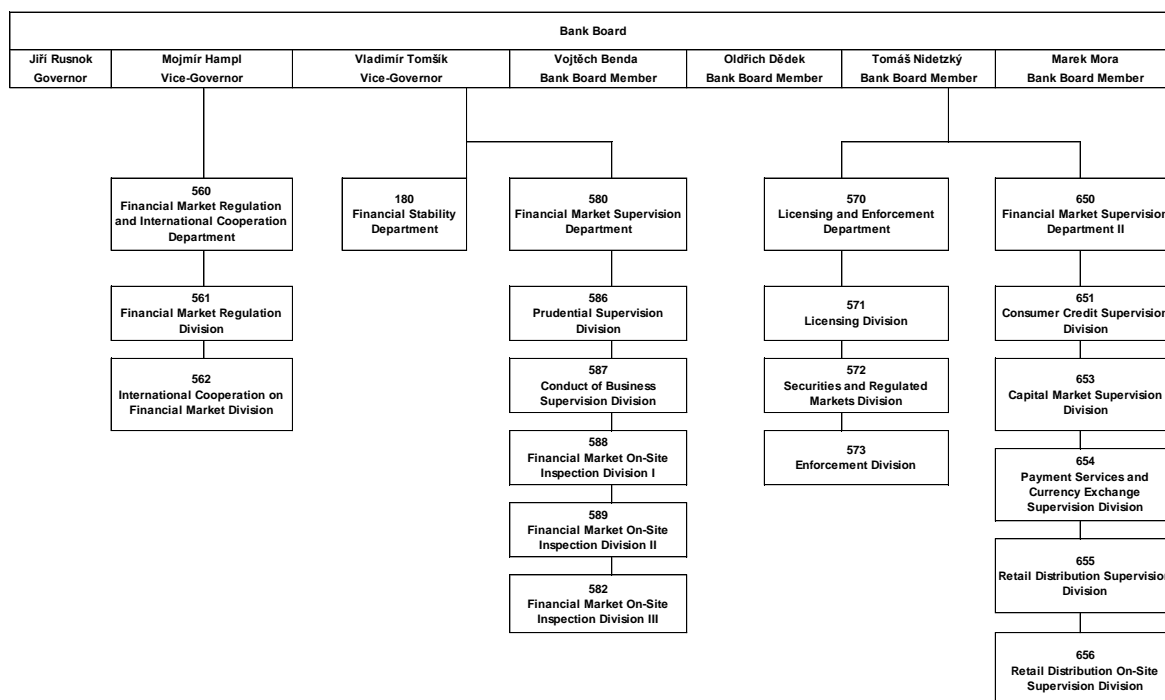 Bank Board
Jiří Rusnok
Governor
Mojmír Hampl
Vice-Governor
Vladimír Tomšík
Vice-Governor
Vojtěch Benda
Bank Board Member
Oldřich Dědek
Bank Board Member
Tomáš Nidetzký
Bank Board Member
Marek Mora
Bank Board Member
560
Financial Market Regulation
and International Cooperation
Department
561
Financial Market Regulation
Division
562
International Cooperation on
Financial Market Division
180
Financial Stability
Department
580
Financial Market Supervision
Department
586
Prudential Supervision
Division
587
Conduct of Business
Supervision Division
588
Financial Market On-Site
Inspection Division I
589
Financial Market On-Site
Inspection Division II
582
Financial Market On-Site
Inspection Division III
570
Licensing and Enforcement
Department
571
Licensing Division
572
Securities and Regulated
Markets Division
573
Enforcement Division
650
Financial Market Supervision
Department II
651
Consumer Credit Supervision
Division
653
Capital Market Supervision
Division
654
Payment Services and
Currency Exchange
Supervision Division
655
Retail Distribution Supervision
Division
656
Retail Distribution On-Site
Supervision Division